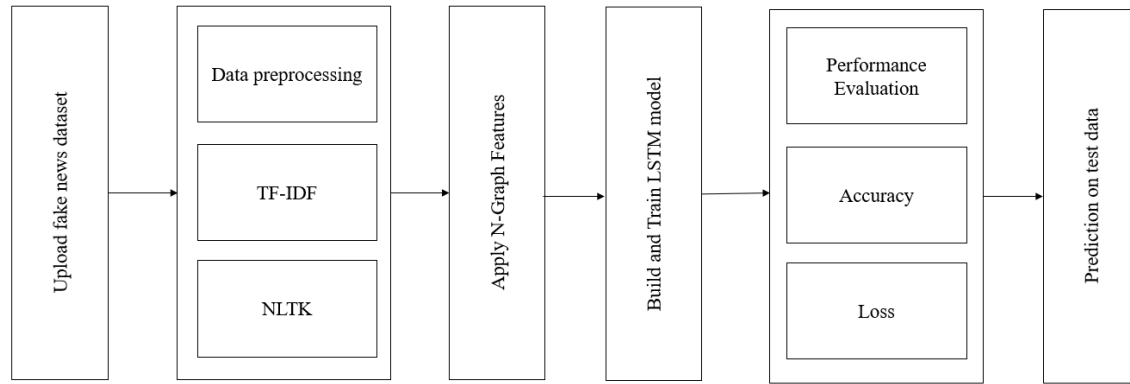 Upload fake news dataset
Data preprocessing
TF-IDF
NLTK
Apply N-Graph Features
Build and Train LSTM model
Performance
Evaluation
Accuracy
Loss
Prediction on test data